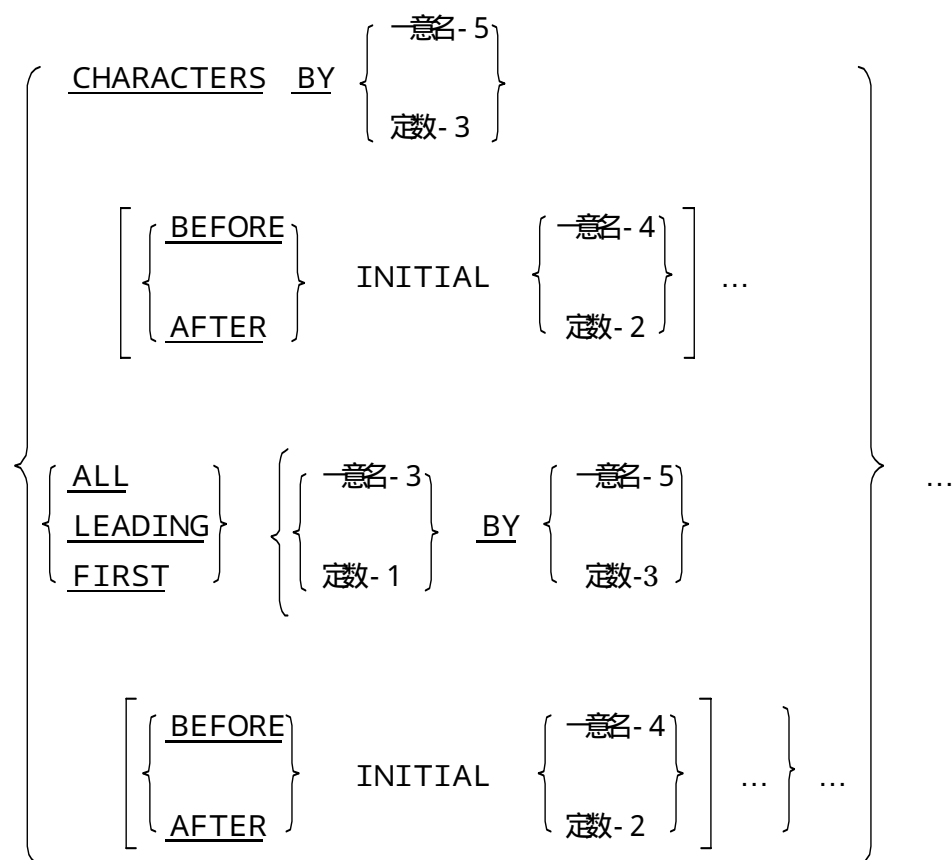 一意名-5
CHARACTERS BY
定数-3
BEFORE 一意名-4
INITIAL …
AFTER 定数-2
ALL 一意名-3 一意名-5 …
LEADING BY
FIRST 定数-1 定数-3
BEFORE 一意名-4
INITIAL … …
AFTER 定数-2